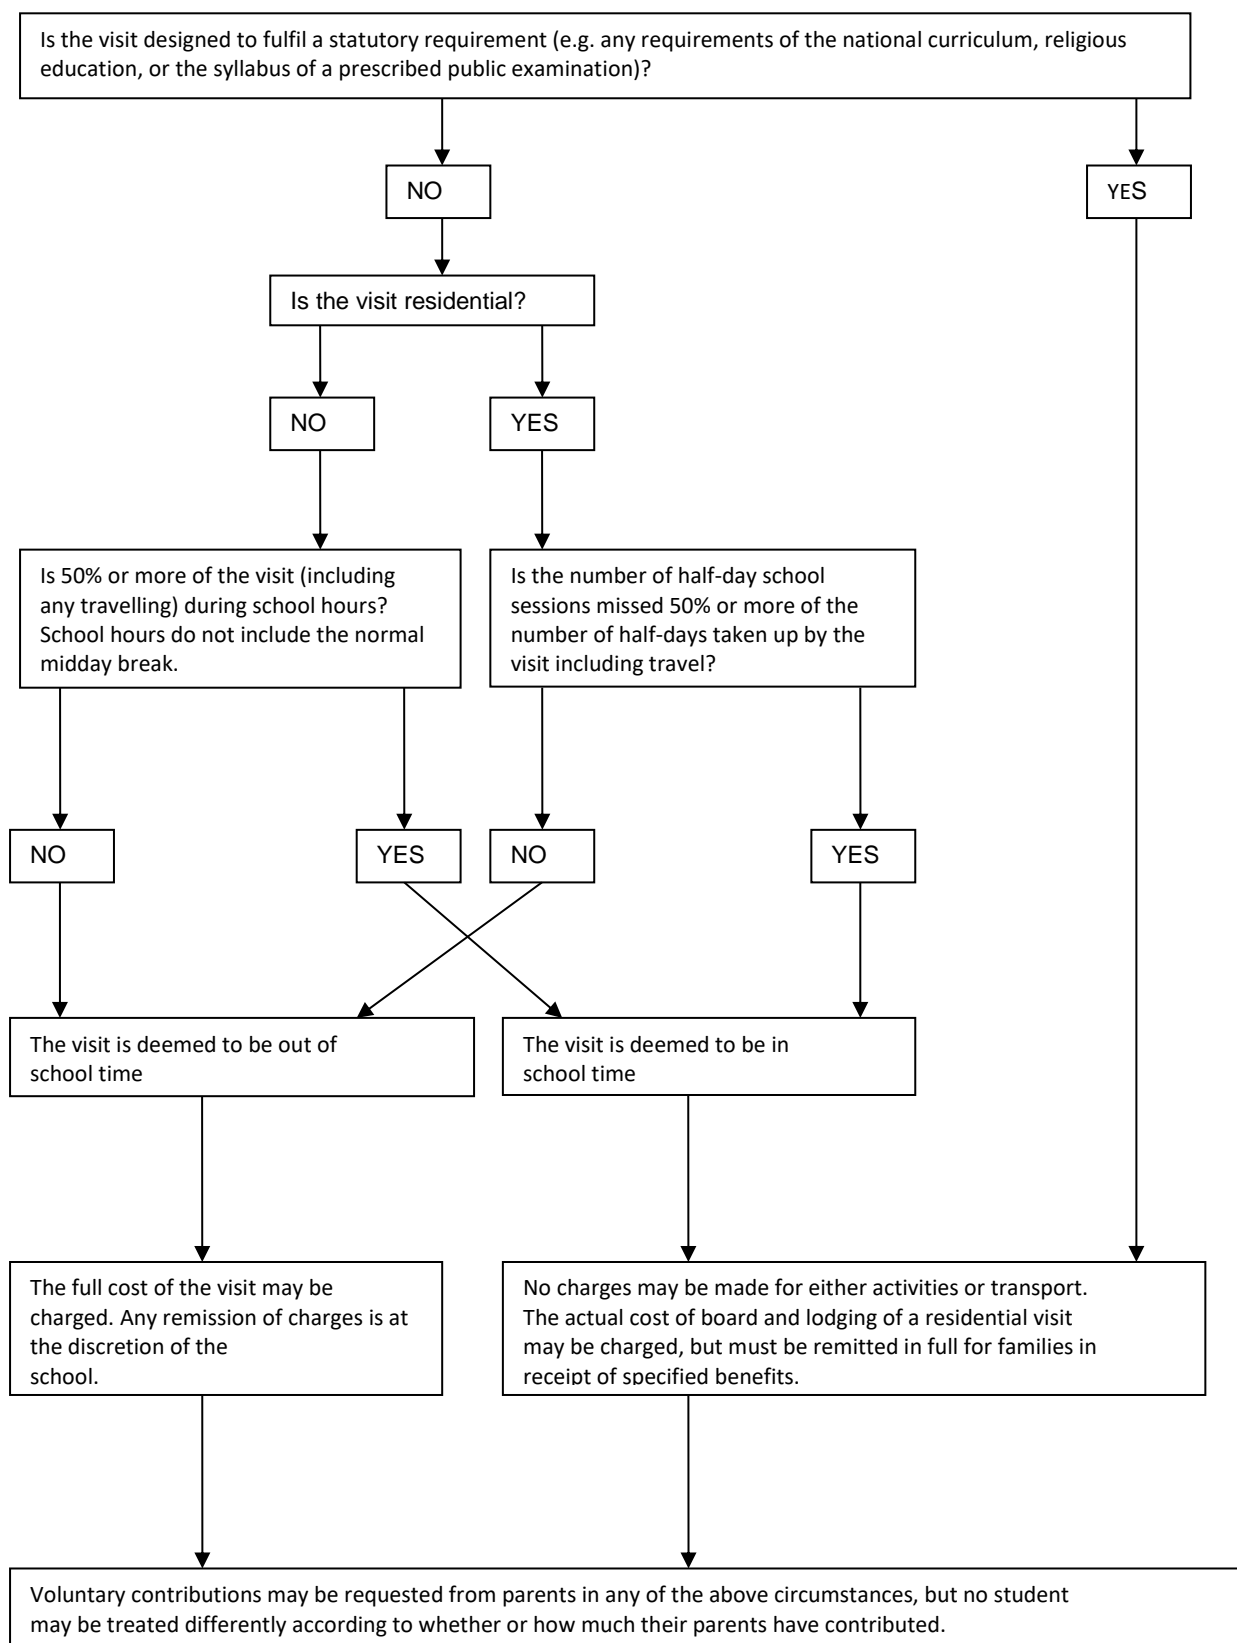 Is the visit designed to fulfil a statutory requirement (e.g. any requirements of the national curriculum, religious
education, or the syllabus of a prescribed public examination)?
NO
YES
Is the visit residential?
NO
YES
Is 50% or more of the visit (including
any travelling) during school hours?
School hours do not include the normal
midday break.
Is the number of half-day school
sessions missed 50% or more of the
number of half-days taken up by the
visit including travel?
NO
YES
NO
YES
The visit is deemed to be out of
school time
The visit is deemed to be in
school time
The full cost of the visit may be
charged. Any remission of charges is at
the discretion of the
school.
No charges may be made for either activities or transport.
The actual cost of board and lodging of a residential visit
may be charged, but must be remitted in full for families in
receipt of specified benefits.
Voluntary contributions may be requested from parents in any of the above circumstances, but no student
may be treated differently according to whether or how much their parents have contributed.